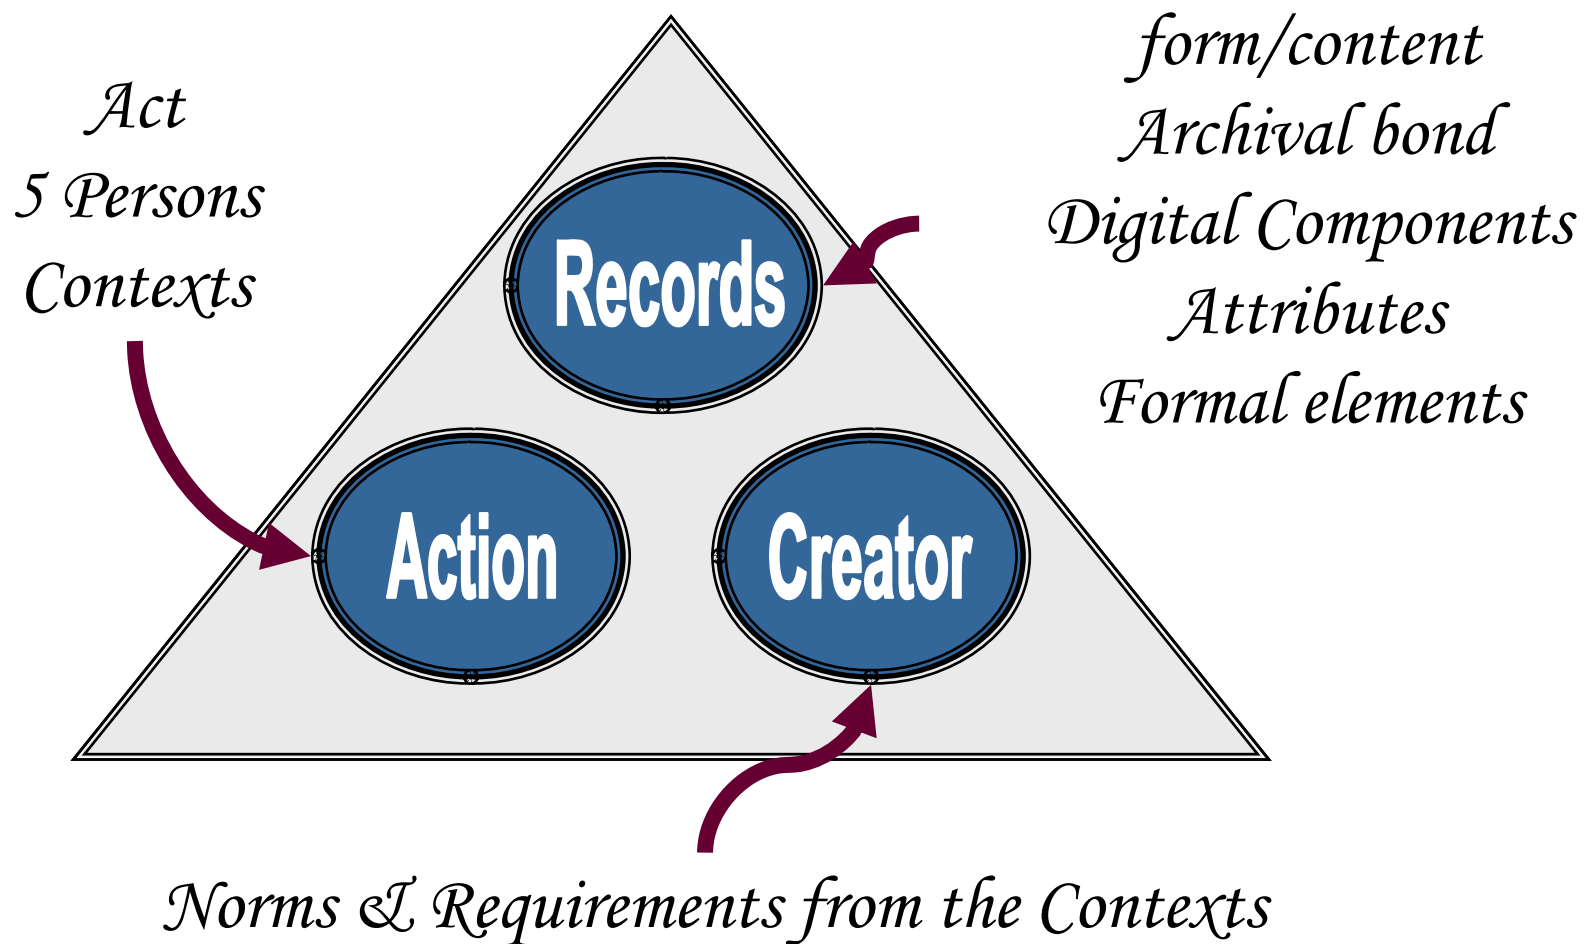 Act
5 Persons
Contexts
form/content
Archival bond
Digital Components
Attributes
Formal elements
Records
Action
Creator
Norms & Requirements from the Contexts